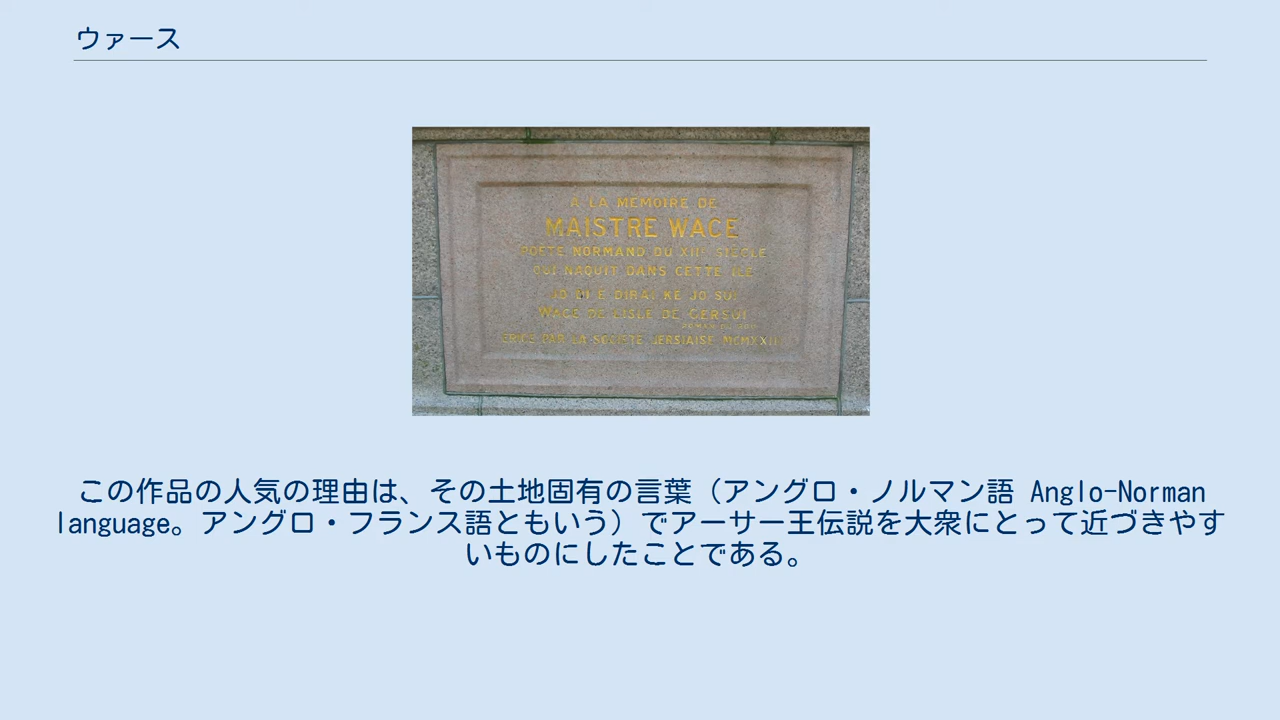 ウァース
A LA MEMOIRE DE
MAISTRE WACE
POETE NORMAND DU XIIE SIECLE
QUI NAQUIT DANS CETTE ILE
JO DI E DIRAI KE JO SUI
WACE DE L'ISLE DE GERSUI
ERIGE PAR LA SOCIETE JERSIAISE
この作品の人気の理由は、その土地固有の言葉（アングロ・ノルマン語 Anglo-Norman
language。アングロ・フランス語ともいう）でアーサー王伝説を大衆にとって近づきやす
いものにしたことである。